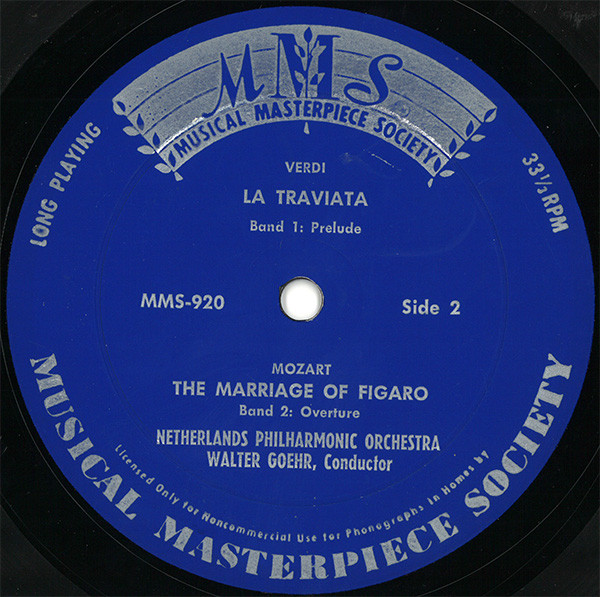 MMS
MUSICAL MASTERPIECE SOCIETY
LONG PLAYING
33⅓ RPM
VERDI
LA TRAVIATA
Band 1: Prelude
MMS-920
Side 2
MOZART
THE MARRIAGE OF FIGARO
Band 2: Overture
NETHERLANDS PHILHARMONIC ORCHESTRA
WALTER GOEHR, Conductor
Licensed Only for Noncommercial Use for Phonographs in Homes by
MUSICAL MASTERPIECE SOCIETY